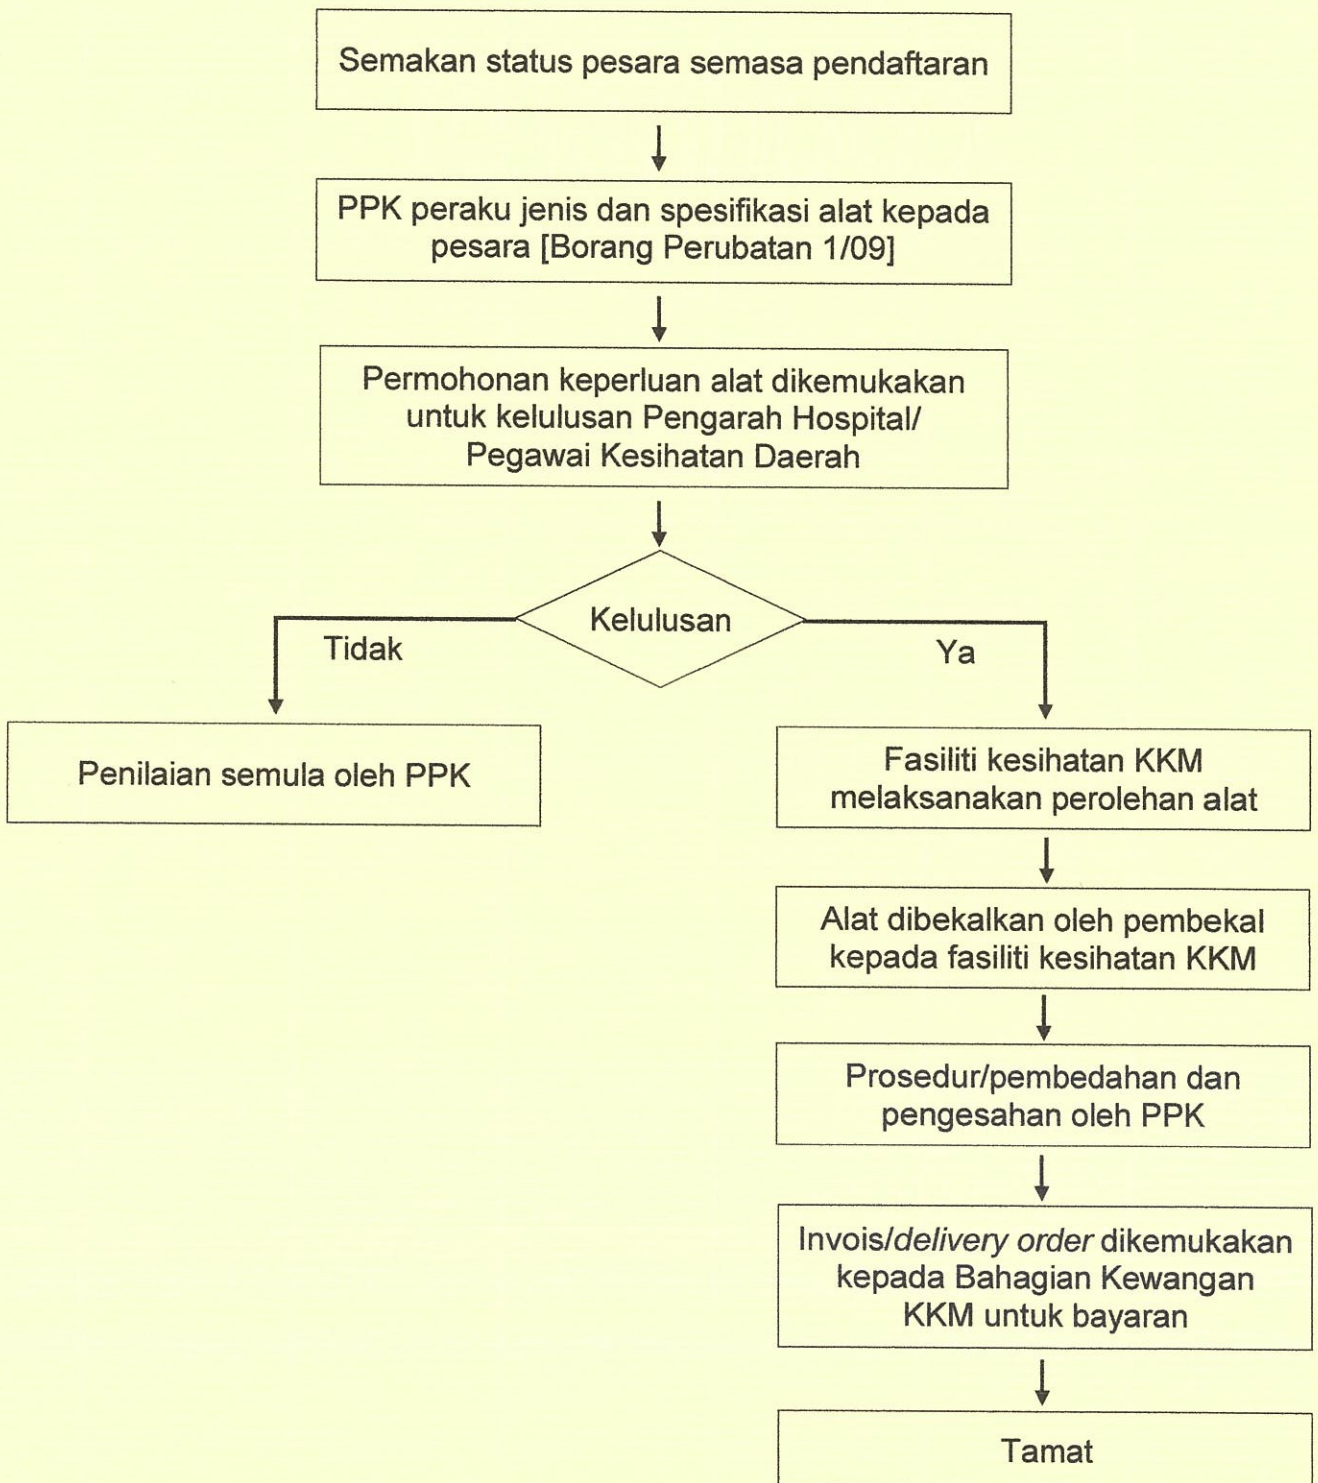 Semakan status pesara semasa pendaftaran
PPK peraku jenis dan spesifikasi alat kepada
pesara [Borang Perubatan 1/09]
Permohonan keperluan alat dikemukakan
untuk kelulusan Pengarah Hospital/
Pegawai Kesihatan Daerah
Kelulusan
Tidak
Ya
Penilaian semula oleh PPK
Fasiliti kesihatan KKM
melaksanakan perolehan alat
Alat dibekalkan oleh pembekal
kepada fasiliti kesihatan KKM
Prosedur/pembedahan dan
pengesahan oleh PPK
Invois/delivery order dikemukakan
kepada Bahagian Kewangan
KKM untuk bayaran
Tamat